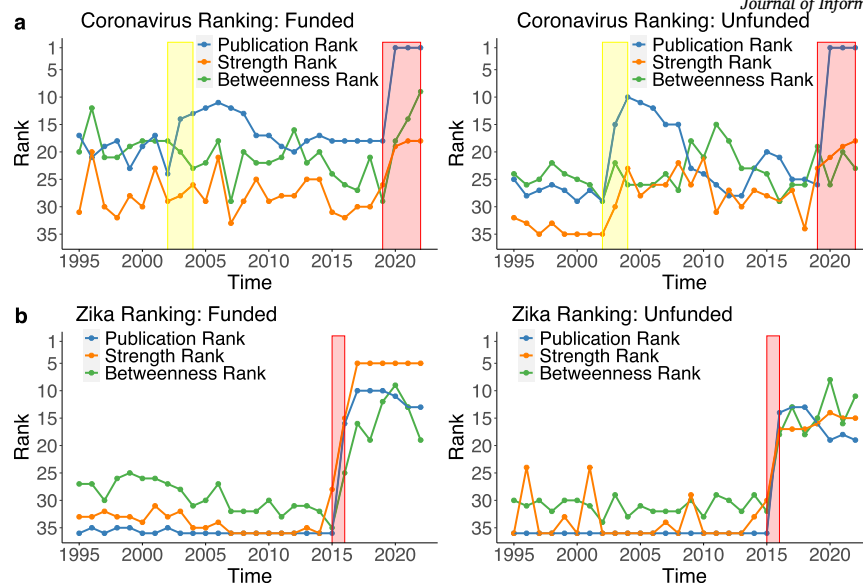 Journal of Inform
a
Coronavirus Ranking: Funded
Publication Rank
Strength Rank
Betweenness Rank
Rank
1
5
10
15
20
25
30
35
1995 2000 2005 2010 2015 2020
Time
Coronavirus Ranking: Unfunded
Publication Rank
Strength Rank
Betweenness Rank
Rank
1
5
10
15
20
25
30
35
1995 2000 2005 2010 2015 2020
Time
b
Zika Ranking: Funded
Publication Rank
Strength Rank
Betweenness Rank
Rank
1
5
10
15
20
25
30
35
1995 2000 2005 2010 2015 2020
Time
Zika Ranking: Unfunded
Publication Rank
Strength Rank
Betweenness Rank
Rank
1
5
10
15
20
25
30
35
1995 2000 2005 2010 2015 2020
Time